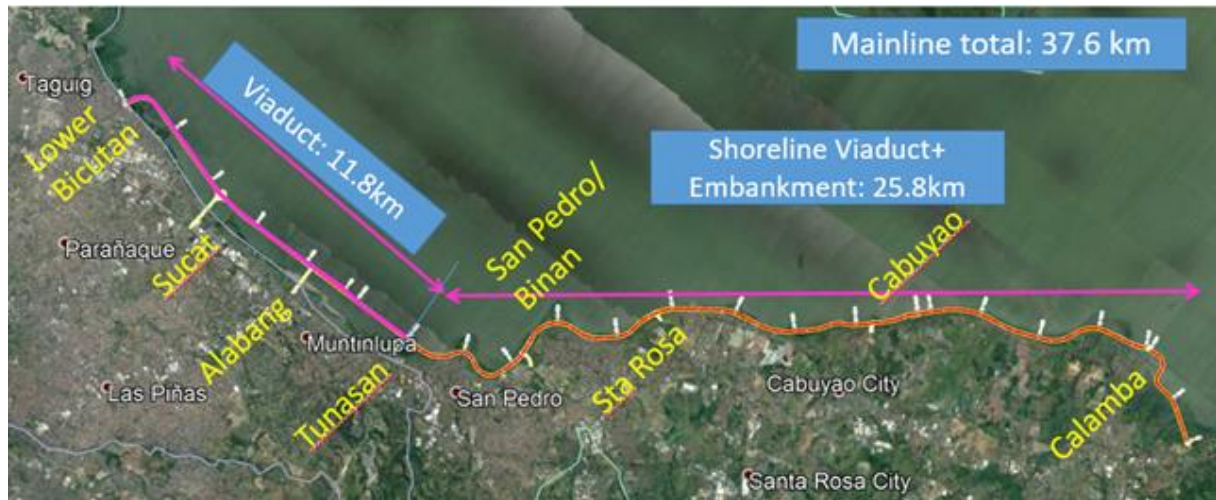 Mainline total: 37.6 km
Taguig
Viaduct: 11.8km
Lower
Bicutan
Shoreline Viaduct+
Embankment: 25.8km
San Pedro/
Binan
Cabuyao
Parañaque
Sucat
Alabang
Muntinlupa
Las Piñas
Tunasan
San Pedro
Sta Rosa
Cabuyao City
Calamba
Santa Rosa City